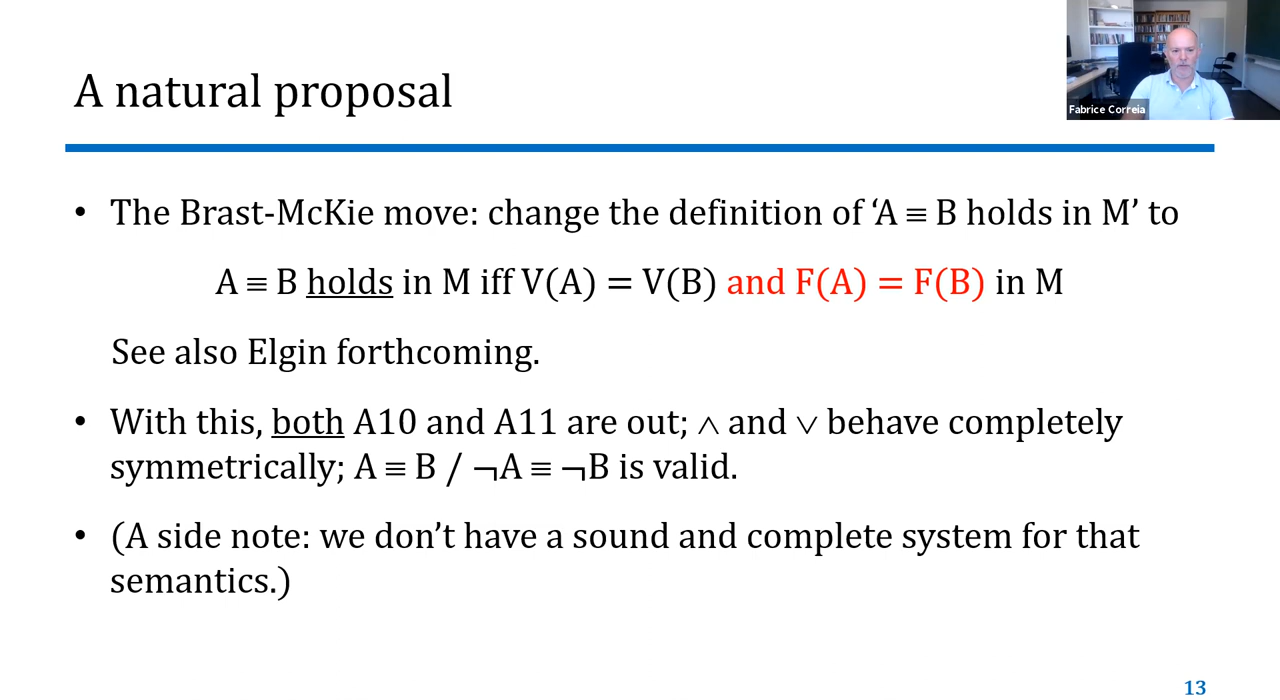 A natural proposal
Fabrice Correia
• The Brast-McKie move: change the definition of ‘A ≡ B holds in M’ to
A ≡ B holds in M iff V(A) = V(B) and F(A) = F(B) in M
See also Elgin forthcoming.
• With this, both A10 and A11 are out; ∧ and ∨ behave completely
symmetrically; A ≡ B / ¬A ≡ ¬B is valid.
• (A side note: we don’t have a sound and complete system for that
semantics.)
13